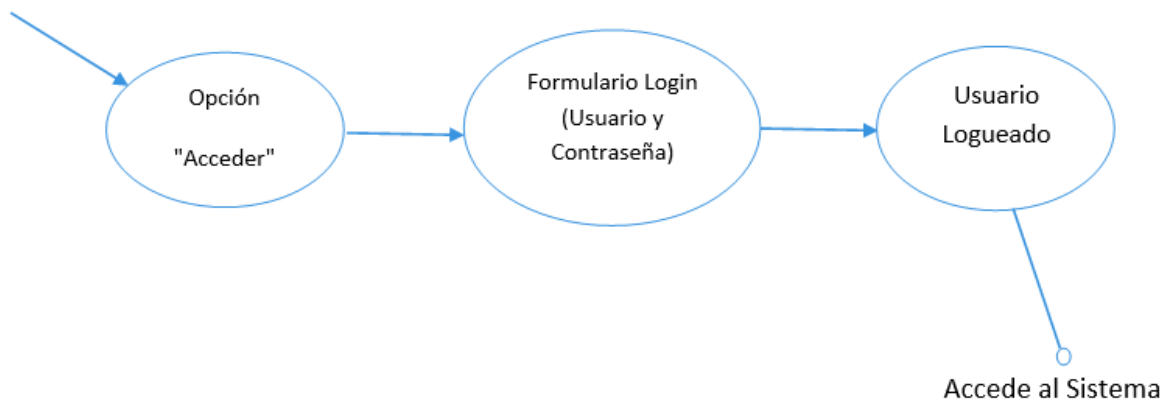 Opción
"Acceder"
Formulario Login
(Usuario y
Contraseña)
Usuario
Logueado
Accede al Sistema